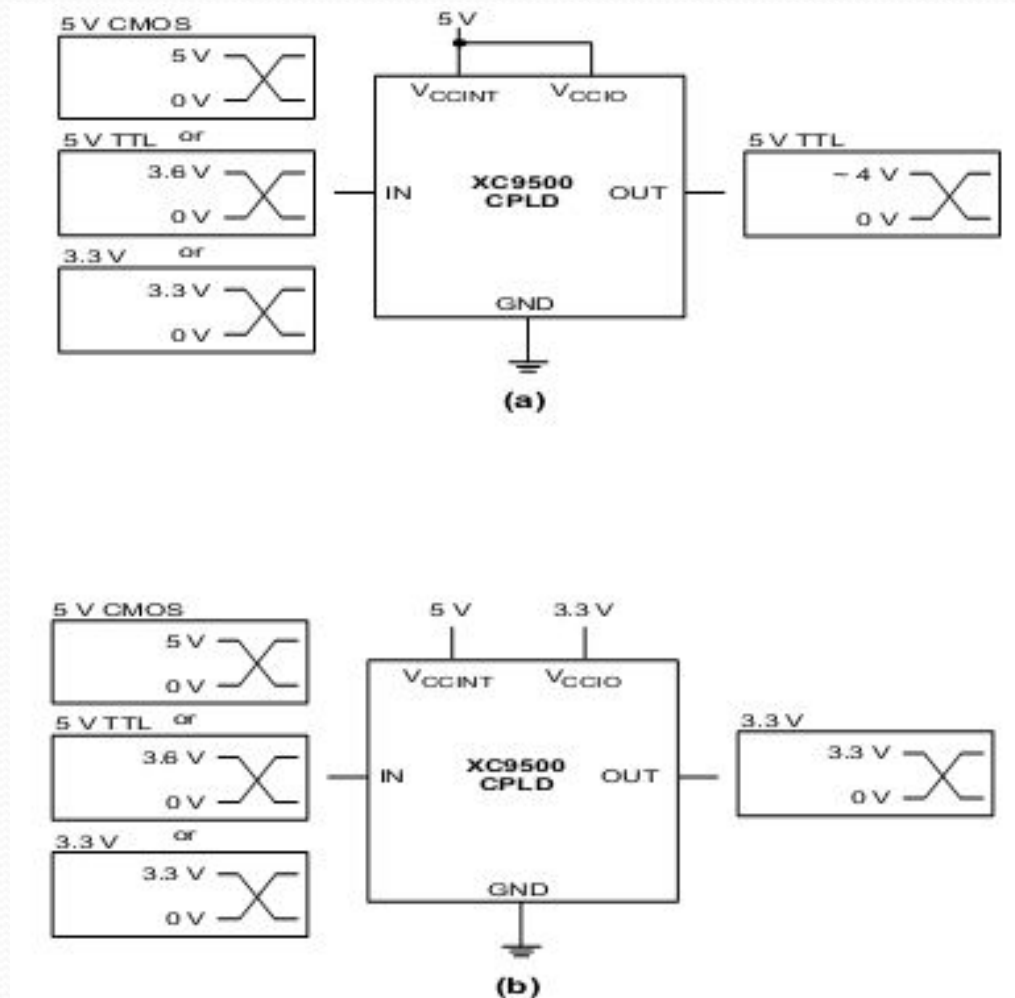 5 V
5 V CMOS
5 V
0 V
or
5 V TTL
3.6 V
0 V
or
3.3 V
3.3 V
0 V
VCCINT
VCCIO
IN
XC9500
CPLD
OUT
GND
5 V TTL
~ 4 V
0 V
(a)
5 V CMOS
5 V
0 V
or
5 V TTL
3.6 V
0 V
or
3.3 V
3.3 V
0 V
5 V
3.3 V
VCCINT
VCCIO
IN
XC9500
CPLD
OUT
GND
3.3 V
3.3 V
0 V
(b)